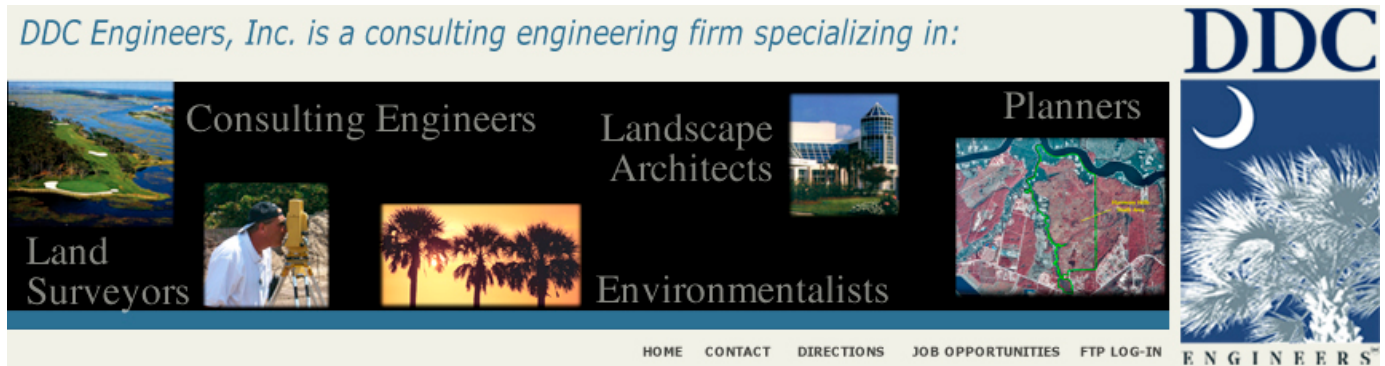 DDC Engineers, Inc. is a consulting engineering firm specializing in:
DDC
Consulting Engineers
Landscape
Architects
Planners
Land
Surveyors
Environmentalists
HOME CONTACT DIRECTIONS JOB OPPORTUNITIES FTP LOG-IN
ENGINEERS